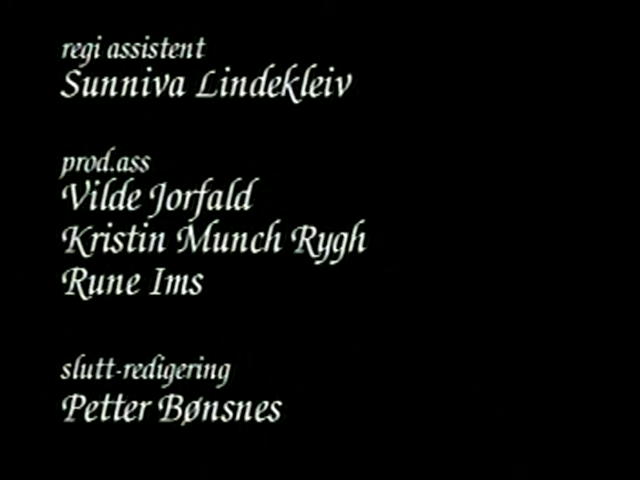 regi assistent
Sunniva Lindekleiv
prod.ass
Vilde Jorfald
Kristin Munch Rygh
Rune Ims
slutt-redigering
Petter Bønsnes